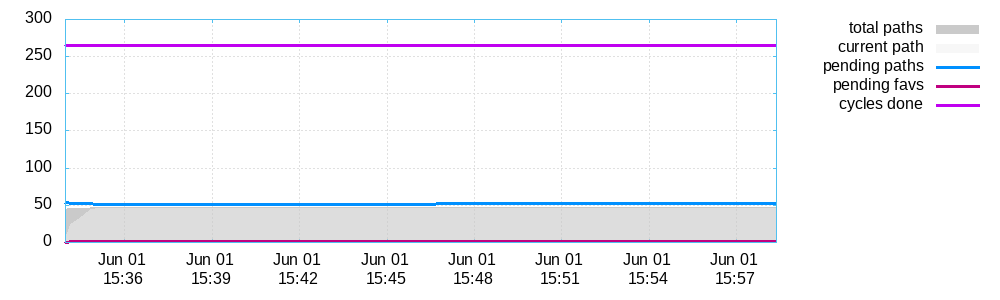 300
250
200
150
100
50
0
Jun 01 Jun 01 Jun 01 Jun 01 Jun 01 Jun 01 Jun 01 Jun 01
15:36 15:39 15:42 15:45 15:48 15:51 15:54 15:57
total paths
current path
pending paths
pending favs
cycles done